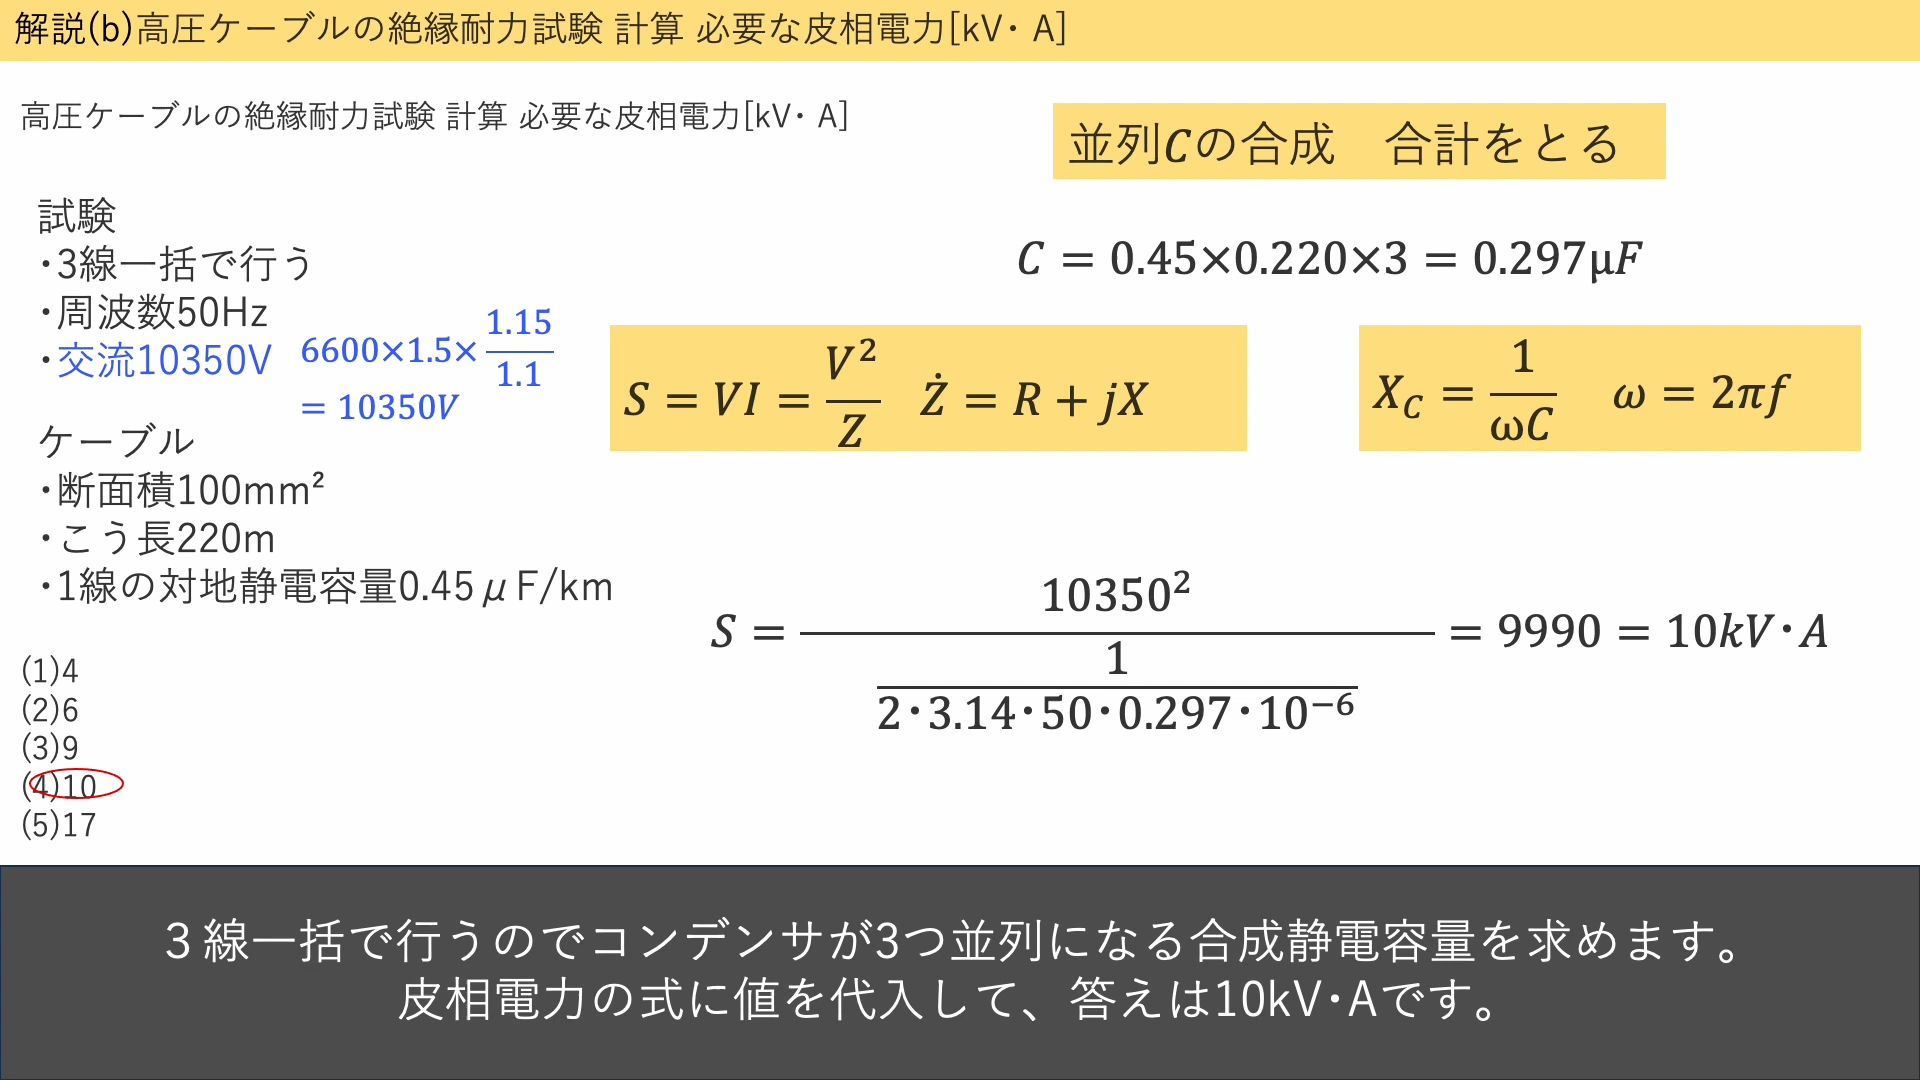 解説(b)高圧ケーブルの絶縁耐力試験 計算 必要な皮相電力[kV・A]
高圧ケーブルの絶縁耐力試験 計算 必要な皮相電力[kV・A]
試験
・3線一括で行う
・周波数50Hz
・交流10350V
6600×1.5×1.15/1.1
= 10350V
ケーブル
・断面積100mm²
・こう長220m
・1線の対地静電容量0.45μF/km
(1)4
(2)6
(3)9
(4)10
(5)17
並列Cの合成　合計をとる
C = 0.45×0.220×3 = 0.297μF
S = VI = V²/Z　Ż = R + jX
X_C = 1/ωC　ω = 2πf
S = 10350² / (1 / 2・3.14・50・0.297・10⁻⁶) = 9990 = 10kV・A
３線一括で行うのでコンデンサが3つ並列になる合成静電容量を求めます。
皮相電力の式に値を代入して、答えは10kV・Aです。